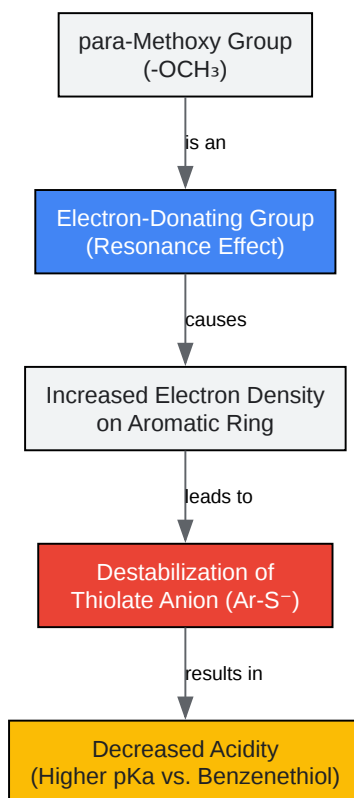 para-Methoxy Group
(-OCH₃)
is an
Electron-Donating Group
(Resonance Effect)
causes
Increased Electron Density
on Aromatic Ring
leads to
Destabilization of
Thiolate Anion (Ar-S⁻)
results in
Decreased Acidity
(Higher pKa vs. Benzenethiol)